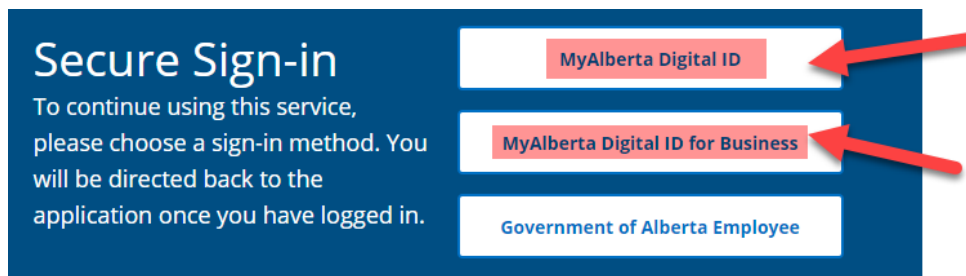 Secure Sign-in
To continue using this service,
please choose a sign-in method. You
will be directed back to the
application once you have logged in.
MyAlberta Digital ID
MyAlberta Digital ID for Business
Government of Alberta Employee